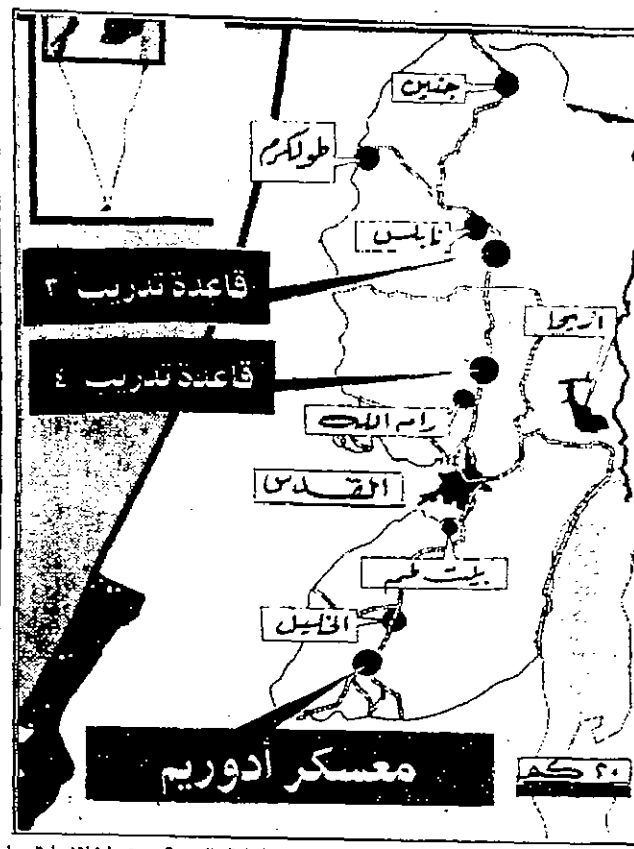 جنين
طولكرم
نابلس
قاعدة تدريب ٣
اريحا
قاعدة تدريب ٤
رام الله
القدس
بيت لحم
الخليل
معسكر أدوريم
٢٠ كم